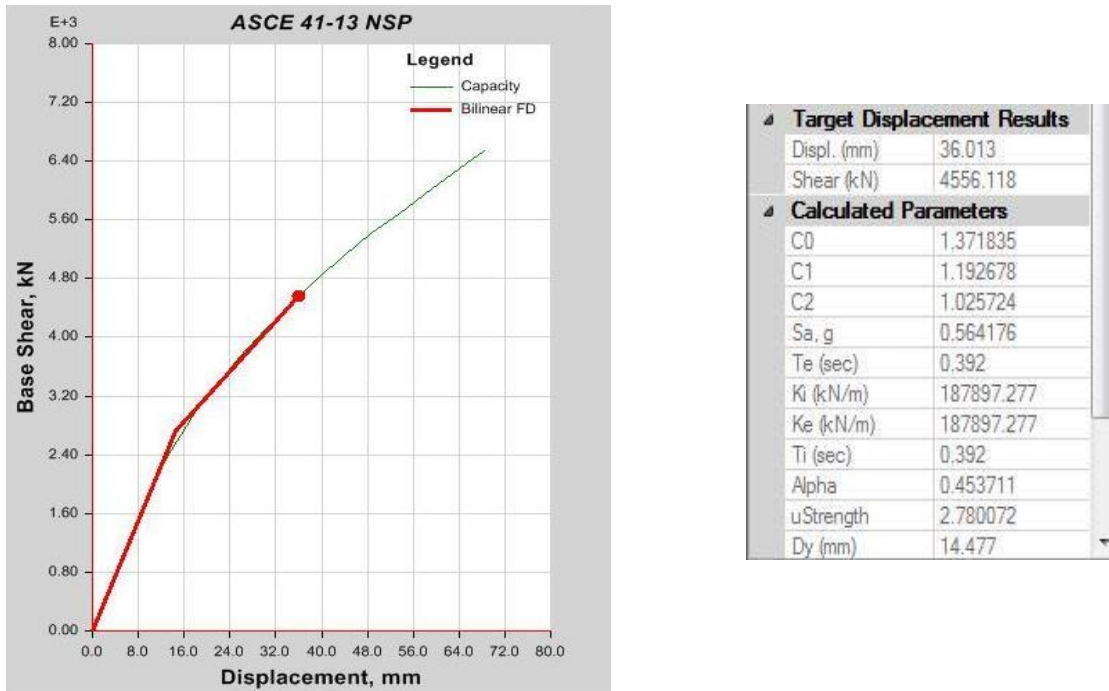 ASCE 41-13 NSP
E+3
8.00
7.20
6.40
5.60
4.80
4.00
3.20
2.40
1.60
0.80
0.00
Base Shear, kN
Legend
Capacity
Bilinear FD
0.0 8.0 16.0 24.0 32.0 40.0 48.0 56.0 64.0 72.0 80.0
Displacement, mm
Target Displacement Results
Displ. (mm) 36.013
Shear (kN) 4556.118
Calculated Parameters
C0 1.371835
C1 1.192678
C2 1.025724
Sa, g 0.564176
Te (sec) 0.392
Ki (kN/m) 187897.277
Ke (kN/m) 187897.277
Ti (sec) 0.392
Alpha 0.453711
uStrength 2.780072
Dy (mm) 14.477